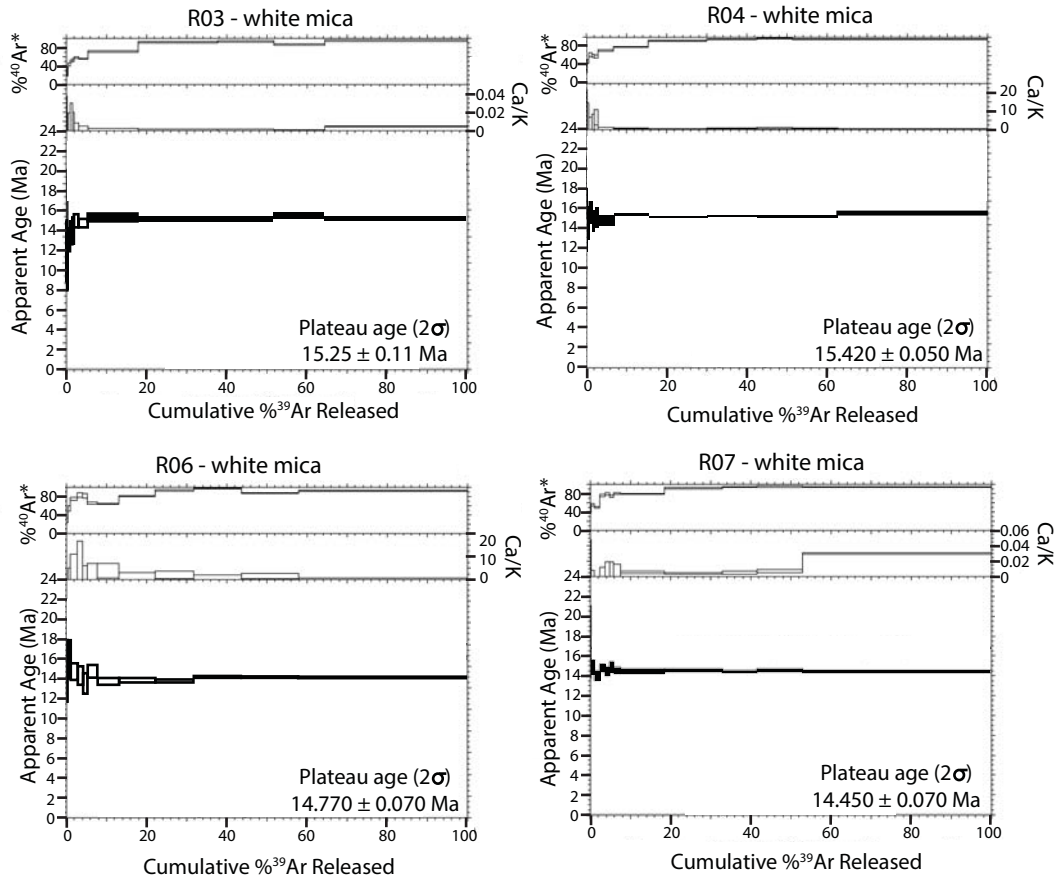 R03 - white mica
%⁴⁰Ar*
80
40
0
0.04
0.02
0
Ca/K
Apparent Age (Ma)
24
22
20
18
16
14
12
10
8
6
4
2
0
Plateau age (2σ)
15.25 ± 0.11 Ma
0 20 40 60 80 100
Cumulative %³⁹Ar Released
R04 - white mica
%⁴⁰Ar*
80
40
0
20
10
0
Ca/K
Apparent Age (Ma)
24
22
20
18
16
14
12
10
8
6
4
2
0
Plateau age (2σ)
15.420 ± 0.050 Ma
0 20 40 60 80 100
Cumulative %³⁹Ar Released
R06 - white mica
%⁴⁰Ar*
80
40
0
20
10
0
Ca/K
Apparent Age (Ma)
24
22
20
18
16
14
12
10
8
6
4
2
0
Plateau age (2σ)
14.770 ± 0.070 Ma
0 20 40 60 80 100
Cumulative %³⁹Ar Released
R07 - white mica
%⁴⁰Ar*
80
40
0
0.06
0.04
0.02
0
Ca/K
Apparent Age (Ma)
24
22
20
18
16
14
12
10
8
6
4
2
0
Plateau age (2σ)
14.450 ± 0.070 Ma
0 20 40 60 80 100
Cumulative %³⁹Ar Released